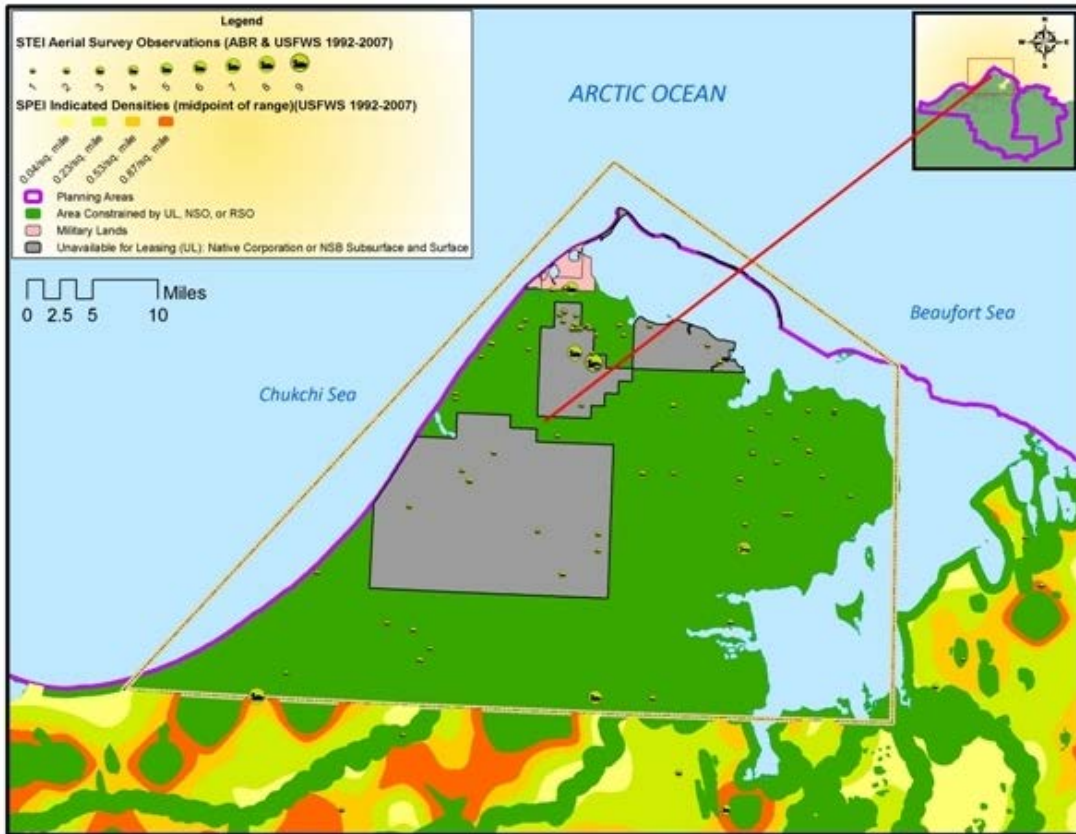 Legend
STEI Aerial Survey Observations (ABR & USFWS 1992-2007)
1 2 3 4 5 6 7 8 9
SPEI Indicated Densities (midpoint of range)(USFWS 1992-2007)
0.04/sq. mile 0.23/sq. mile 0.53/sq. mile 0.87/sq. mile
Planning Areas
Area Constrained by UL, NSO, or RSO
Military Lands
Unavailable for Leasing (UL): Native Corporation or NSB Subsurface and Surface
Miles
0 2.5 5 10
ARCTIC OCEAN
N
W E
S
Beaufort Sea
Chukchi Sea